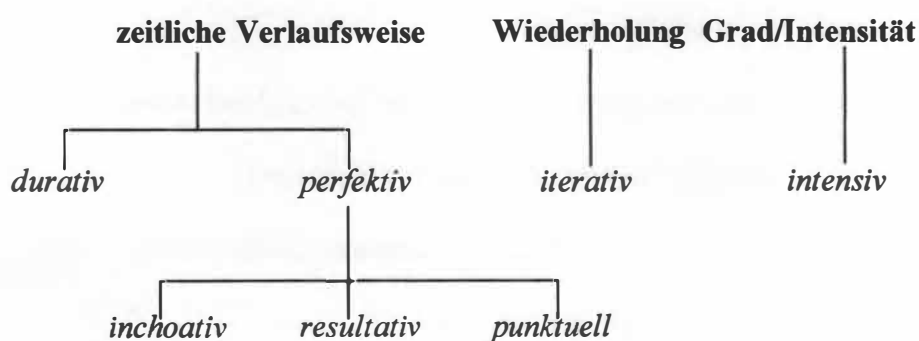 zeitliche Verlaufsweise Wiederholung Grad/Intensität
durativ perfektiv iterativ intensiv
inchoativ resultativ punktuell